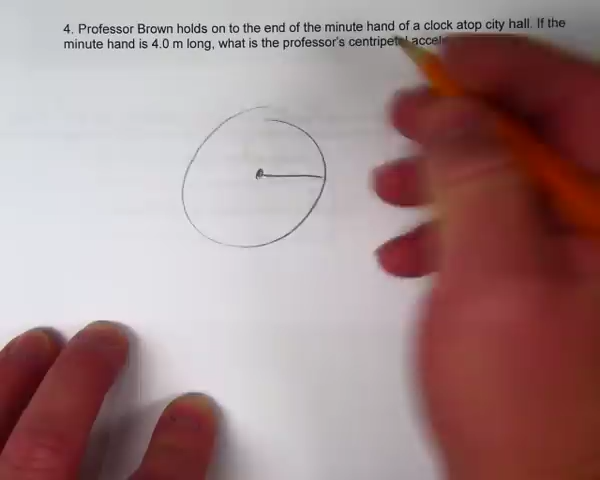 4. Professor Brown holds on to the end of the minute hand of a clock atop city hall. If the
minute hand is 4.0 m long, what is the professor's centripetal